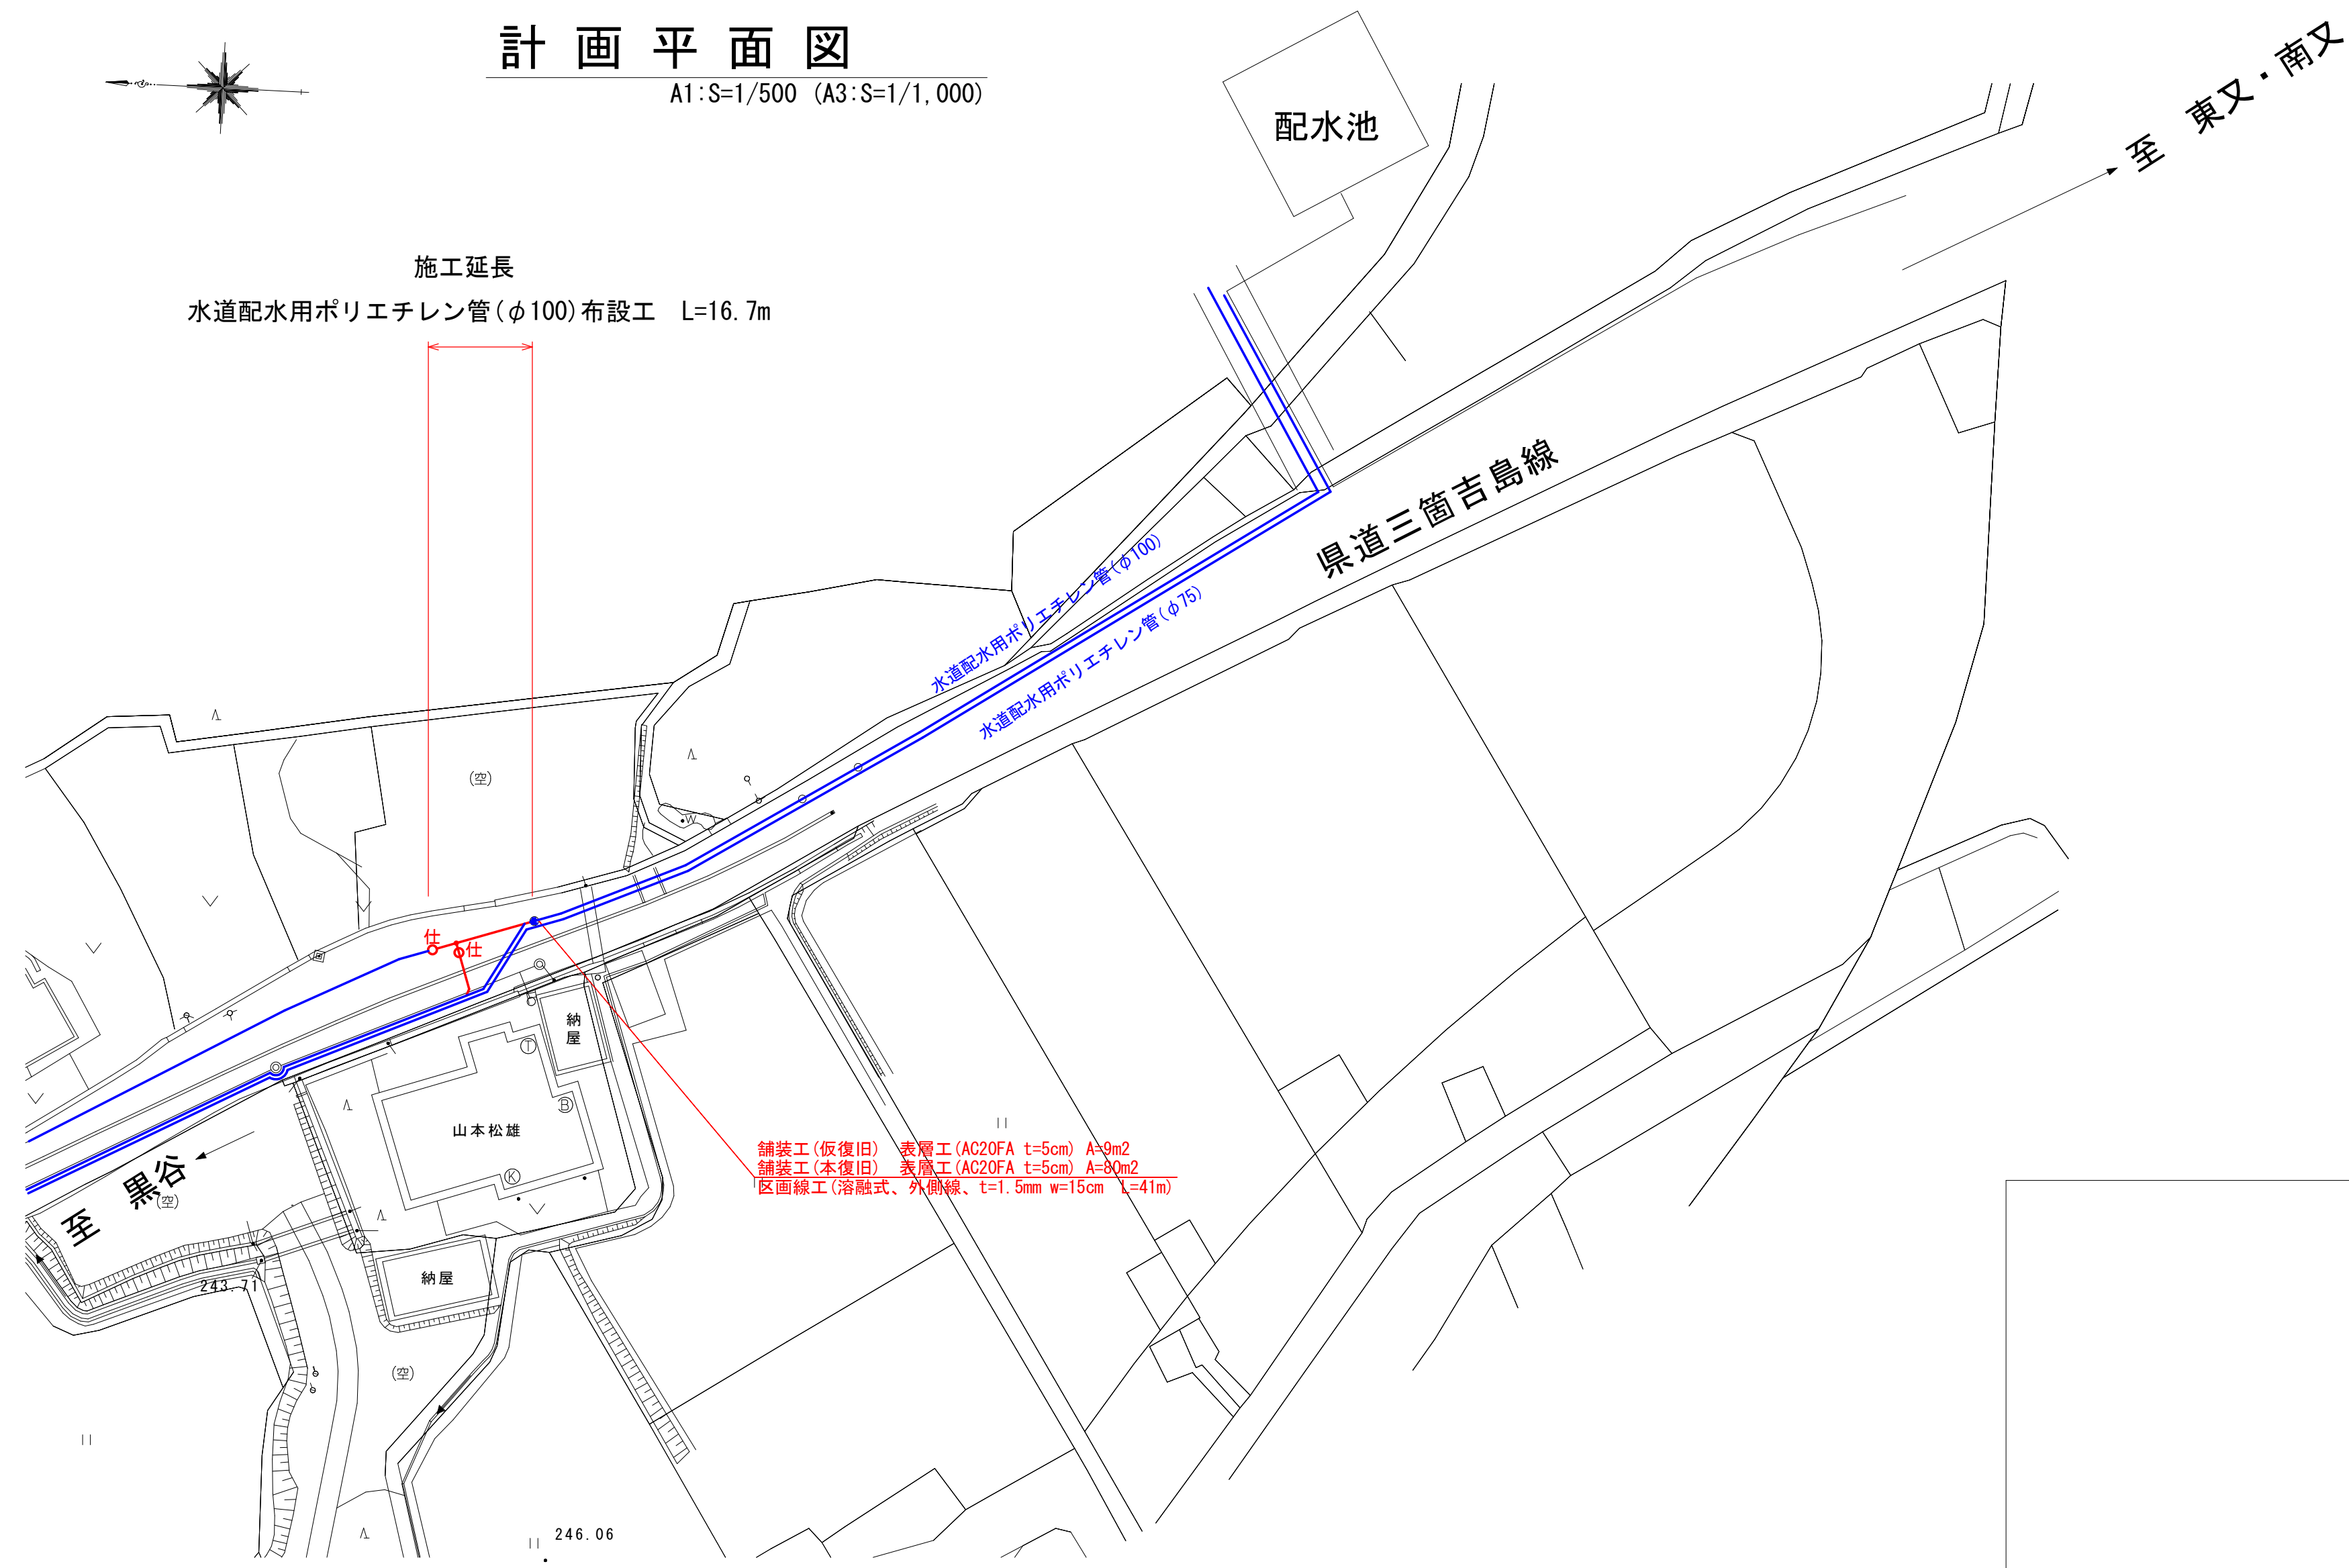 計画平面図
A1:S=1/500 (A3:S=1/1,000)
配水池
至 東又・南又
施工延長
水道配水用ポリエチレン管(φ100)布設工 L=16.7m
県道三箇吉島線
水道配水用ポリエチレン管(φ100)
水道配水用ポリエチレン管(φ75)
(空)
W
仕
仕
納屋
T
B
山本松雄
K
舗装工(仮復旧) 表層工(AC20FA t=5cm) A=9m2
舗装工(本復旧) 表層工(AC20FA t=5cm) A=80m2
区画線工(溶融式、外側線、t=1.5mm w=15cm L=41m)
至 黒谷
(空)
納屋
243.71
(空)
246.06